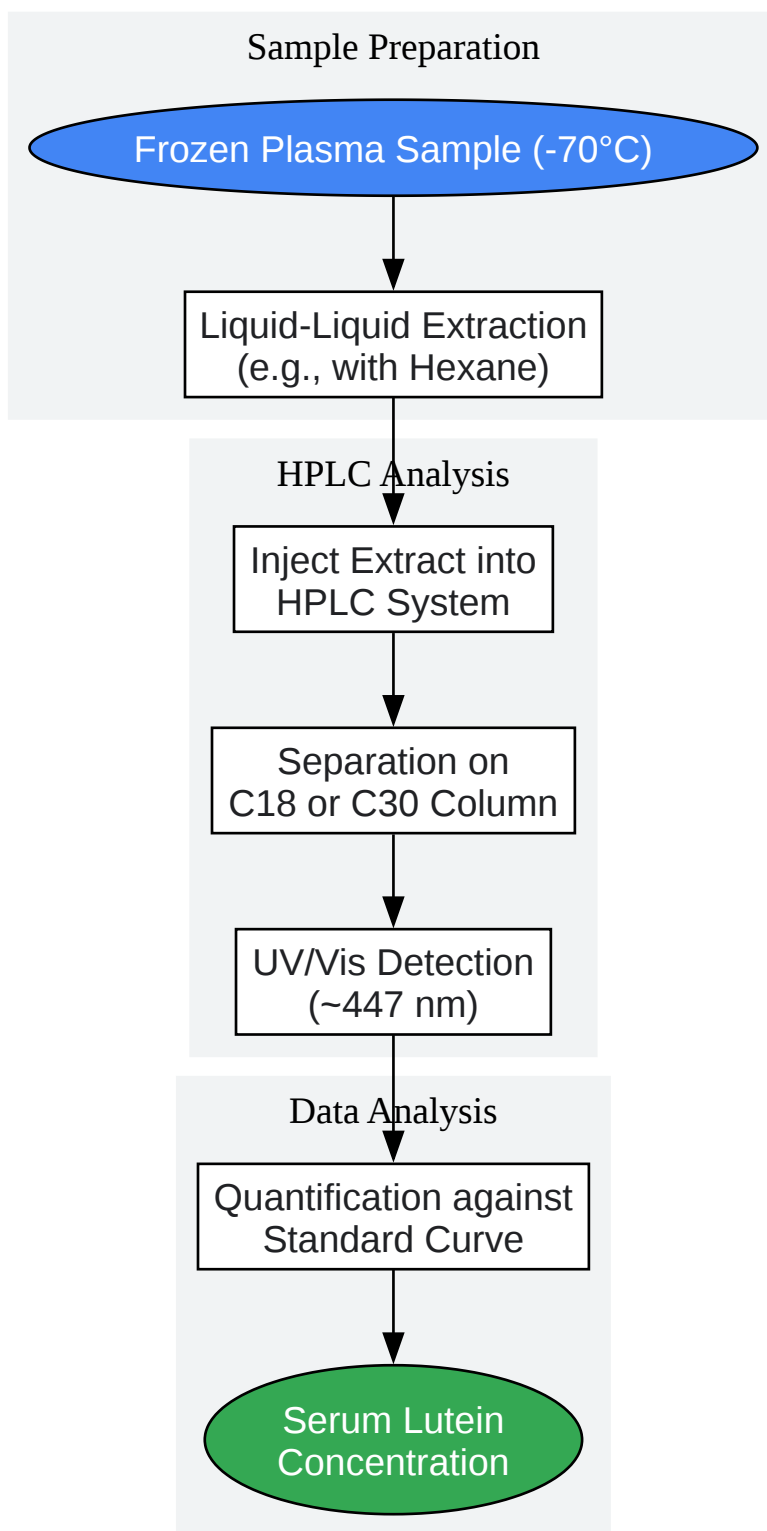 Sample Preparation
Frozen Plasma Sample (-70°C)
Liquid-Liquid Extraction
(e.g., with Hexane)
HPLC Analysis
Inject Extract into
HPLC System
Separation on
C18 or C30 Column
UV/Vis Detection
(~447 nm)
Data Analysis
Quantification against
Standard Curve
Serum Lutein
Concentration